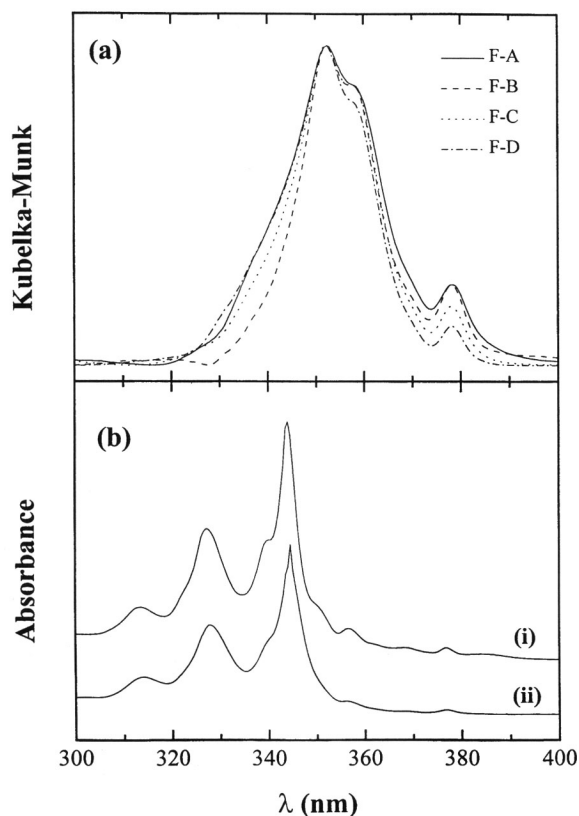 (a)
F-A
F-B
F-C
F-D
Kubelka-Munk
(b)
Absorbance
(i)
(ii)
300 320 340 360 380 400
λ (nm)